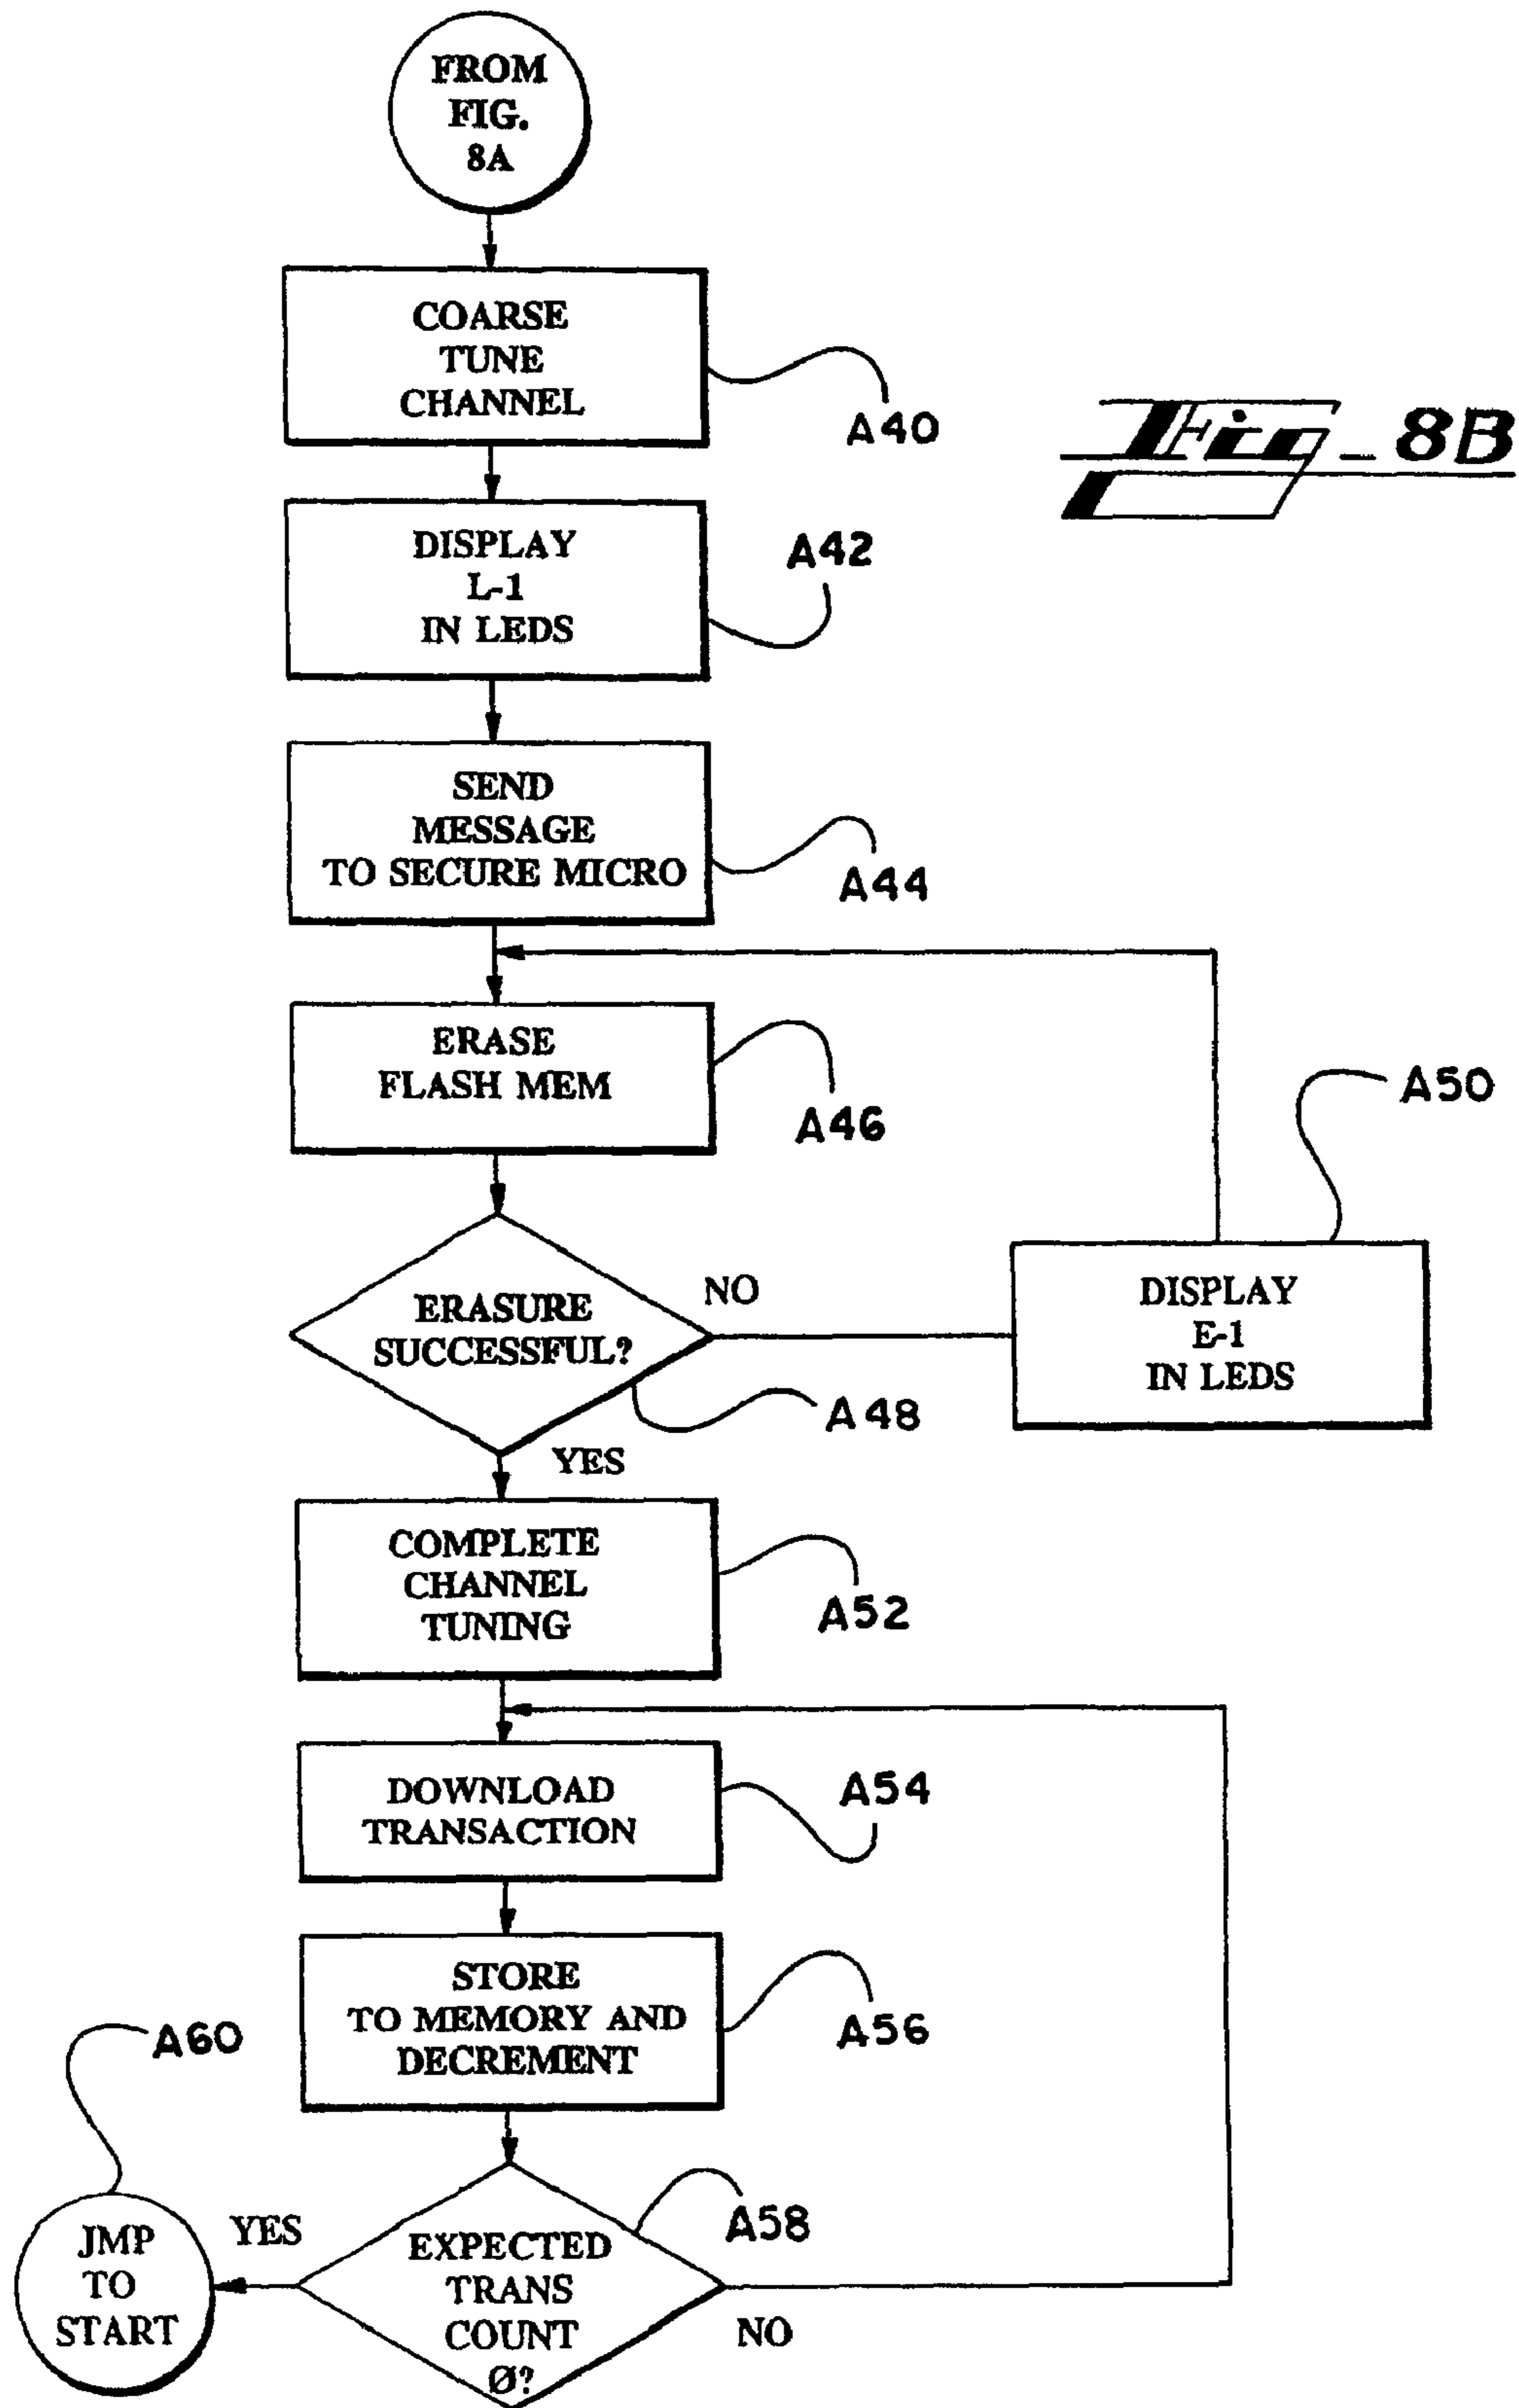 FROM
FIG.
8A
COARSE
TUNE
CHANNEL
A40
Fig_8B
DISPLAY
L-1
IN LEDS
A42
SEND
MESSAGE
TO SECURE MICRO
A44
ERASE
FLASH MEM
A46
A50
ERASURE
SUCCESSFUL?
NO
DISPLAY
E-1
IN LEDS
A48
YES
COMPLETE
CHANNEL
TUNING
A52
DOWNLOAD
TRANSACTION
A54
STORE
TO MEMORY AND
DECREMENT
A56
A60
A58
JMP
TO
START
YES
EXPECTED
TRANS
COUNT
Ø?
NO